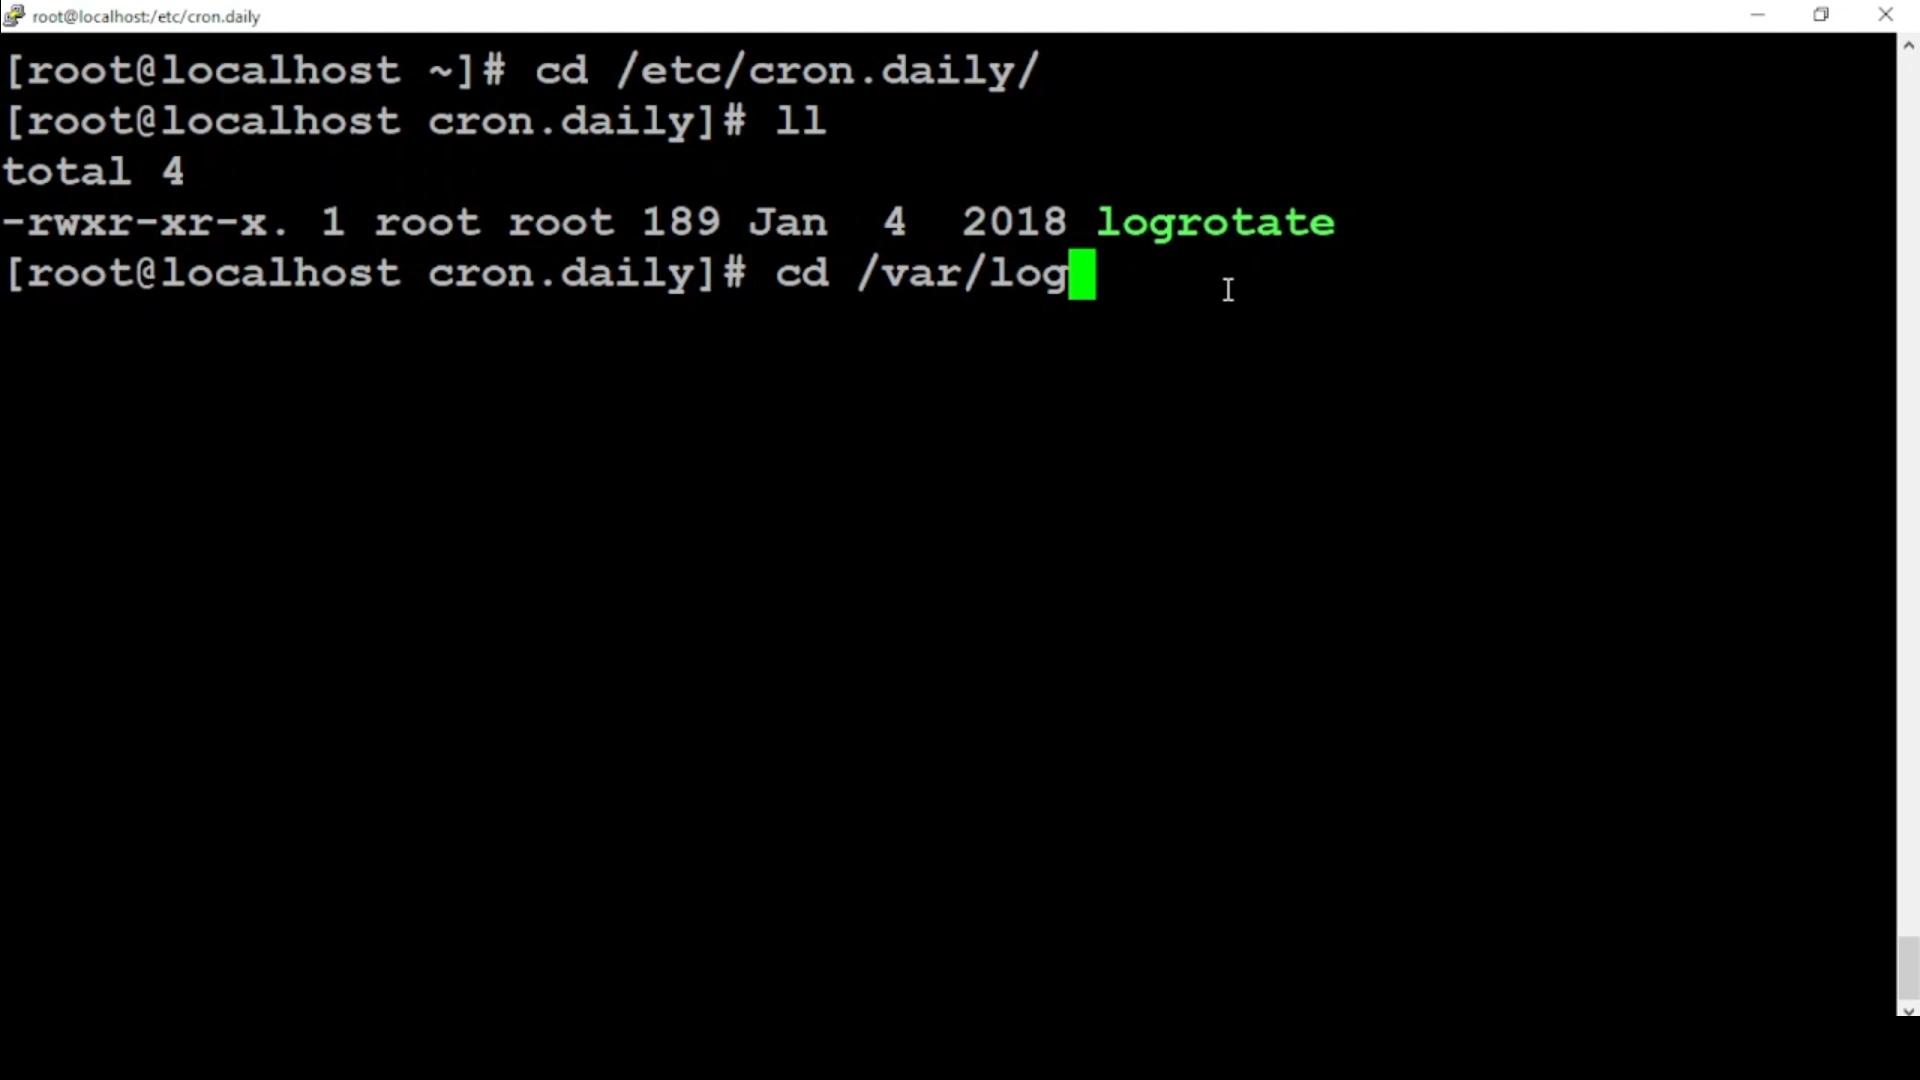 root@localhost:/etc/cron.daily
[root@localhost ~]# cd /etc/cron.daily/
[root@localhost cron.daily]# ll
total 4
-rwxr-xr-x. 1 root root 189 Jan  4  2018 logrotate
[root@localhost cron.daily]# cd /var/log